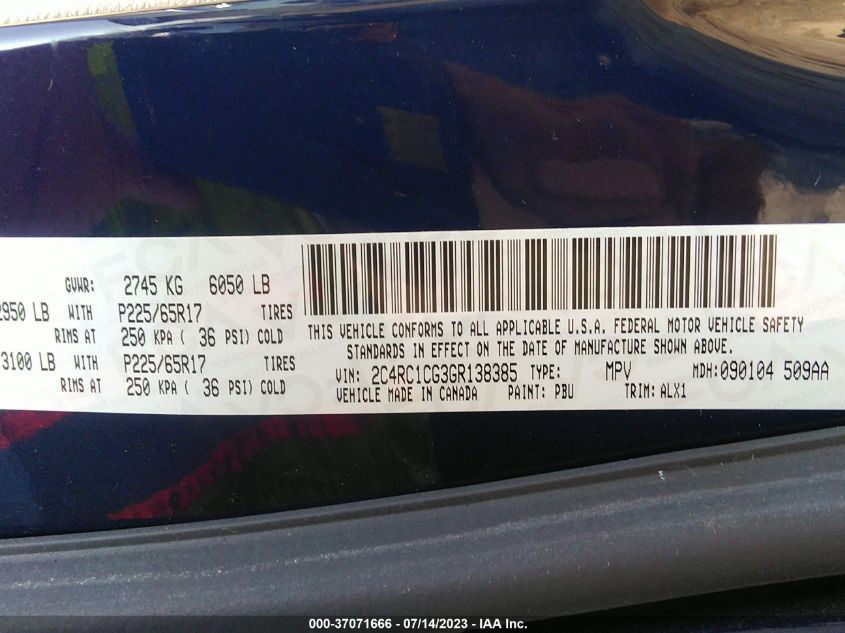 GVWR: 2745 KG 6050 LB
2950 LB WITH P225/65R17 TIRES
RIMS AT 250 KPA ( 36 PSI) COLD
3100 LB WITH P225/65R17 TIRES
RIMS AT 250 KPA ( 36 PSI) COLD
THIS VEHICLE CONFORMS TO ALL APPLICABLE U.S.A. FEDERAL MOTOR VEHICLE SAFETY
STANDARDS IN EFFECT ON THE DATE OF MANUFACTURE SHOWN ABOVE.
VIN: 2C4RC1CG3GR138385 TYPE: MPV MDH: 090104 509AA
VEHICLE MADE IN CANADA PAINT: PBU TRIM: ALX1
000-37071666 - 07/14/2023 - IAA Inc.